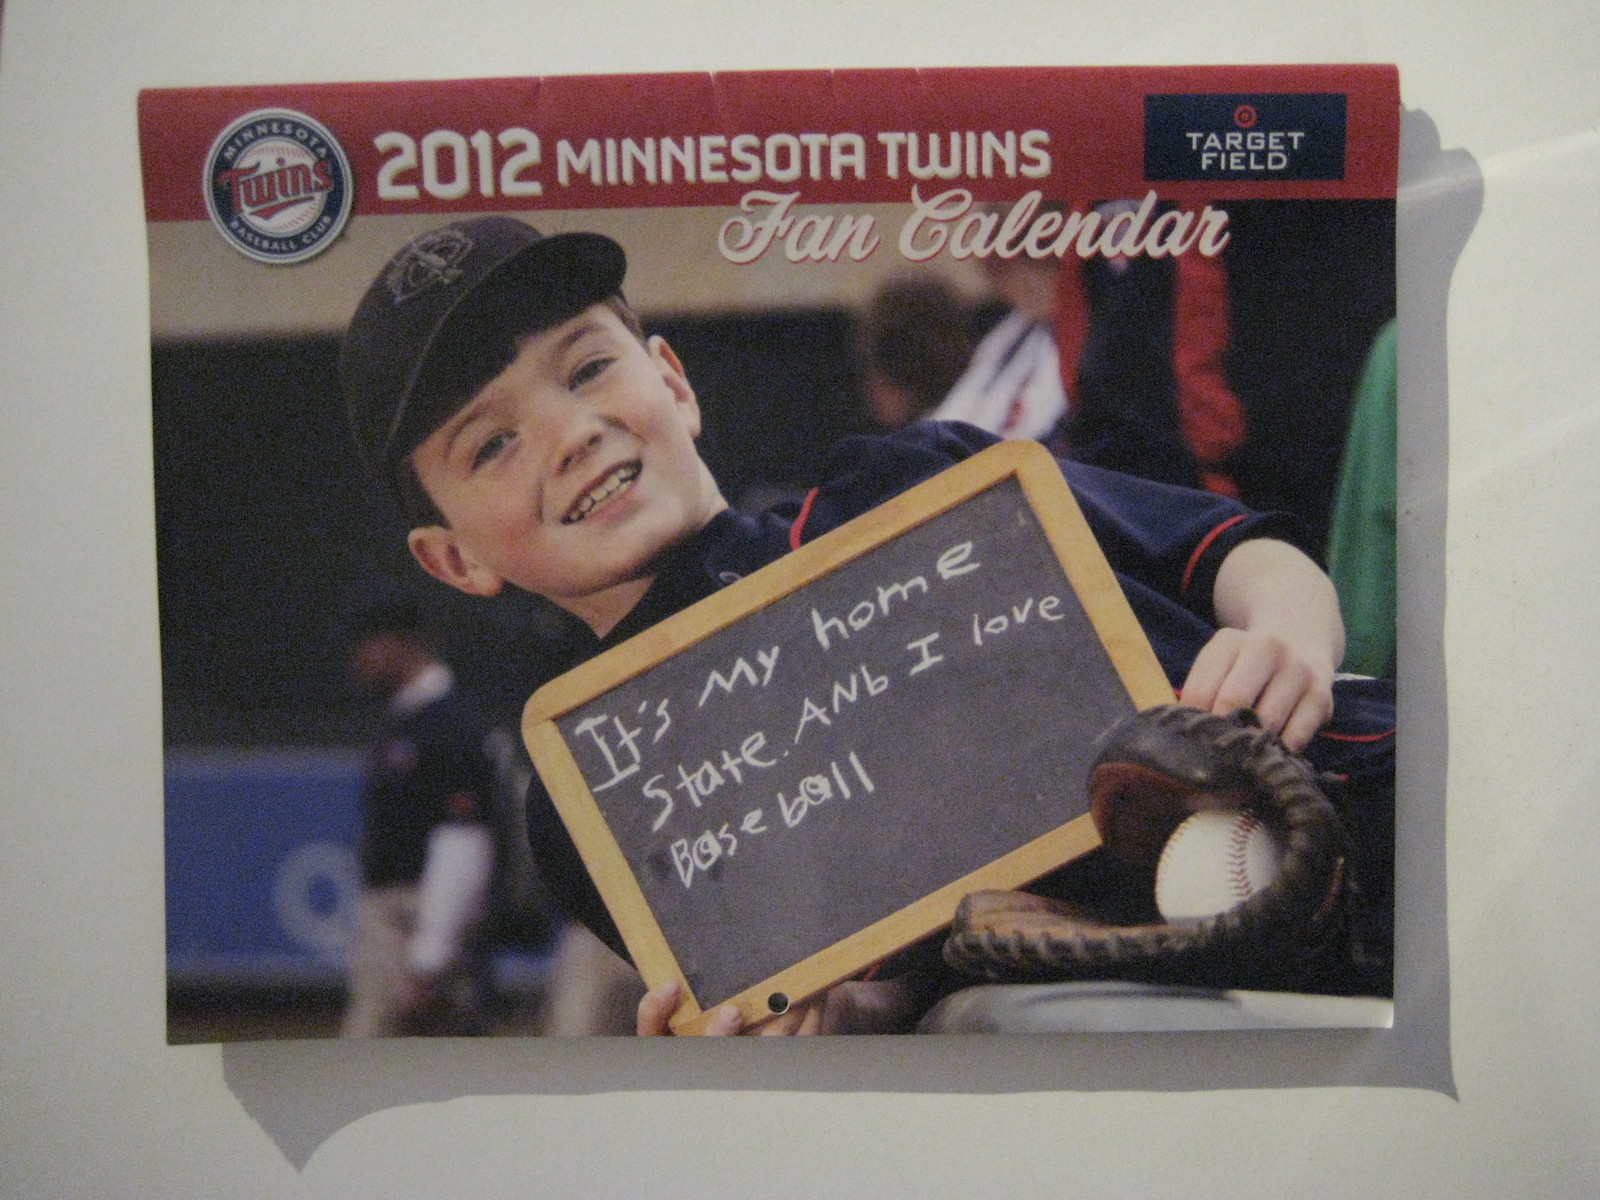 MINNESOTA
Twins
BASEBALL CLUB
2012 MINNESOTA TWINS
Fan Calendar
TARGET
FIELD
It's My home
State. ANb I love
Baseball